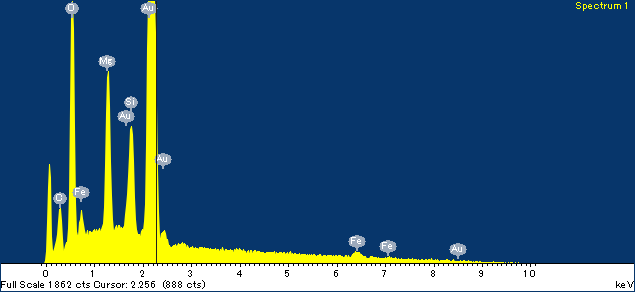 Spectrum 1
O
Au
Mg
Si
Au
Au
Fe
C
Fe
Fe
Au
0 1 2 3 4 5 6 7 8 9 10
Full Scale 1862 cts Cursor: 2.256 (888 cts)
keV